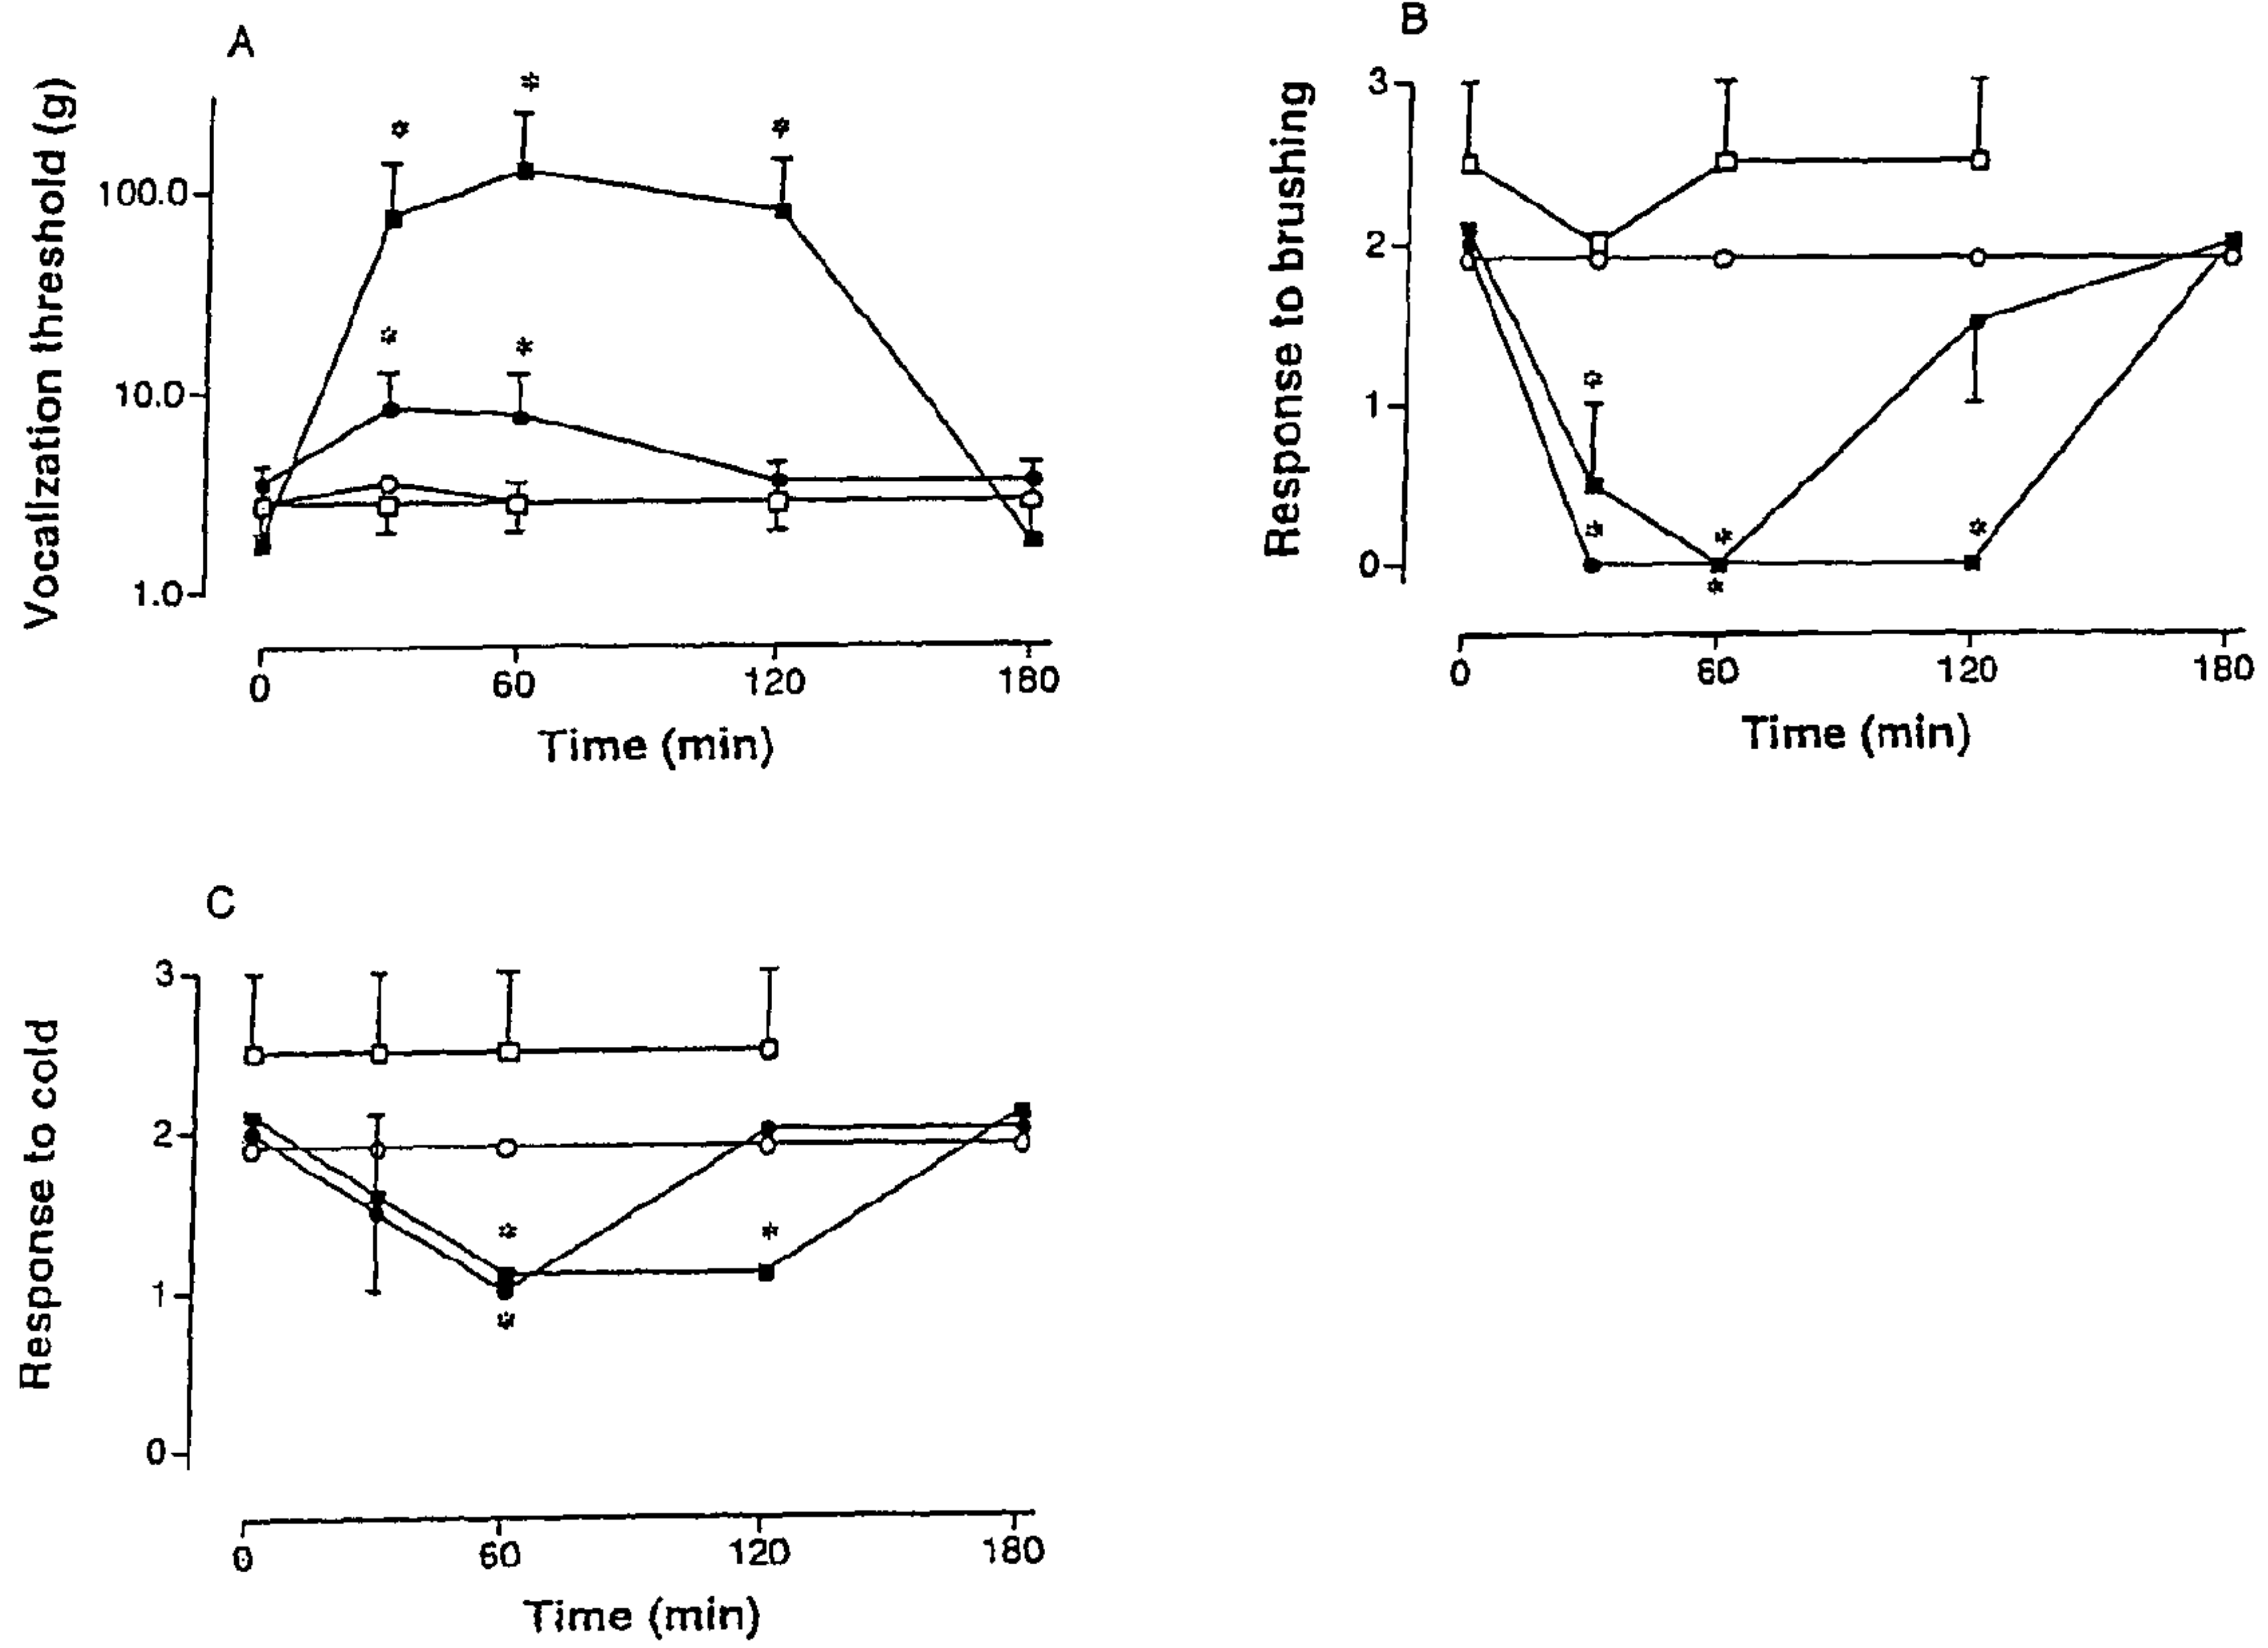 A
Vocalization threshold (g)
100.0
10.0
1.0
* * *
* *
0 60 120 180
Time (min)
B
Response to brushing
3
2
1
0
*
* * *
*
0 60 120 180
Time (min)
C
Response to cold
3
2
1
0
* *
*
0 60 120 180
Time (min)